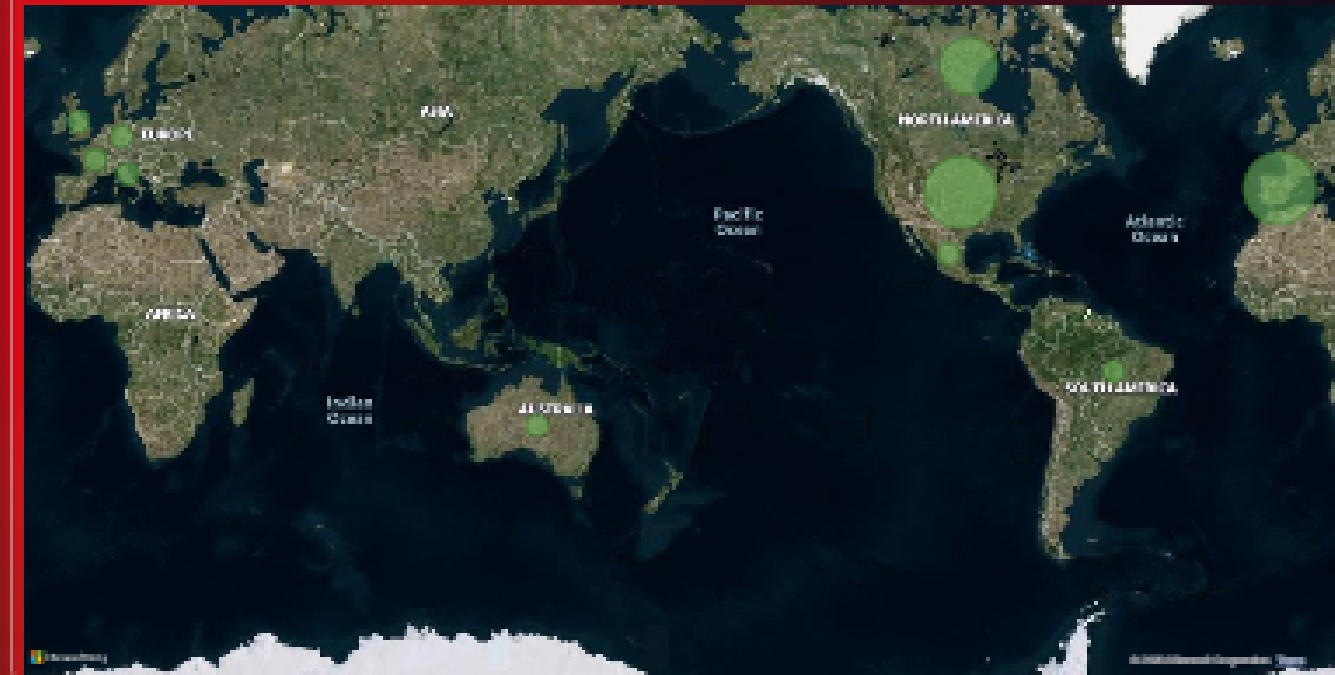 NORTH AMERICA
ASIA
EUROPE
Pacific
Ocean
Atlantic
Ocean
AFRICA
SOUTH AMERICA
Indian
Ocean
AUSTRALIA